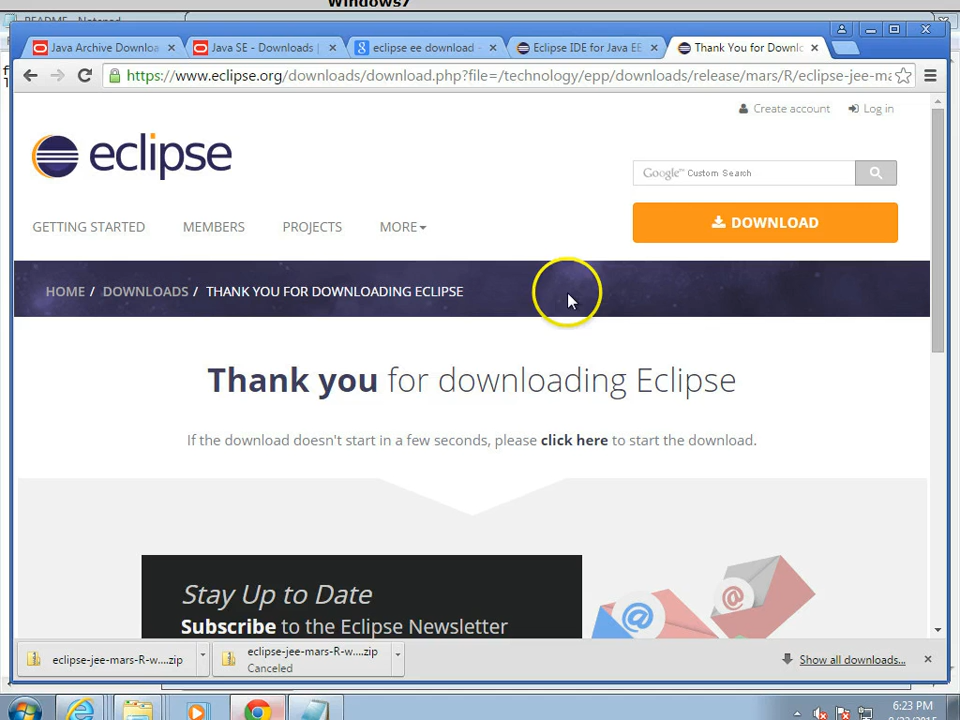 Windows7
README - Notepad
Java Archive Downloa
Java SE - Downloads |
eclipse ee download -
Eclipse IDE for Java EE
Thank You for Downlo
https://www.eclipse.org/downloads/download.php?file=/technology/epp/downloads/release/mars/R/eclipse-jee-ma
Create account
Log in
eclipse
Google™ Custom Search
GETTING STARTED
MEMBERS
PROJECTS
MORE
DOWNLOAD
HOME / DOWNLOADS / THANK YOU FOR DOWNLOADING ECLIPSE
Thank you for downloading Eclipse
If the download doesn't start in a few seconds, please click here to start the download.
Stay Up to Date
Subscribe to the Eclipse Newsletter
@
@
eclipse-jee-mars-R-w....zip
eclipse-jee-mars-R-w....zip
Canceled
Show all downloads...
6:23 PM